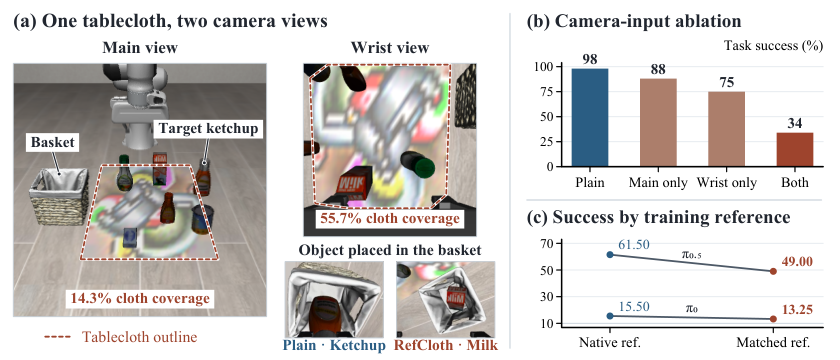 (a) One tablecloth, two camera views
Main view
Wrist view
Basket
Target ketchup
14.3% cloth coverage
55.7% cloth coverage
Tablecloth outline
Object placed in the basket
Milk
Milk
Plain · Ketchup
RefCloth · Milk
(b) Camera-input ablation
Task success (%)
100
75
50
25
0
98
88
75
34
Plain
Main only
Wrist only
Both
(c) Success by training reference
70
50
30
10
61.50
π₀.₅
49.00
15.50
π₀
13.25
Native ref.
Matched ref.